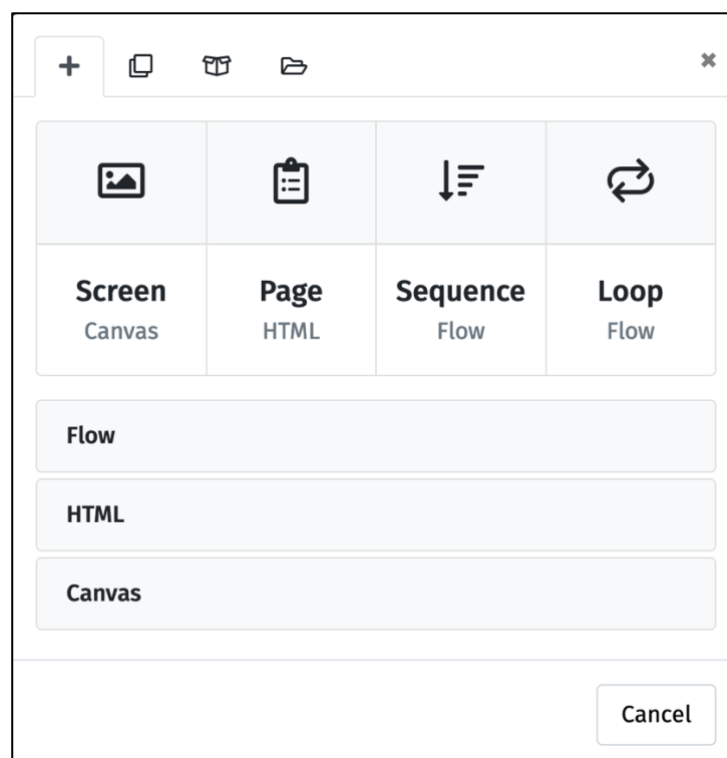 Screen Page Sequence Loop
Canvas HTML Flow Flow
Flow
HTML
Canvas
Cancel